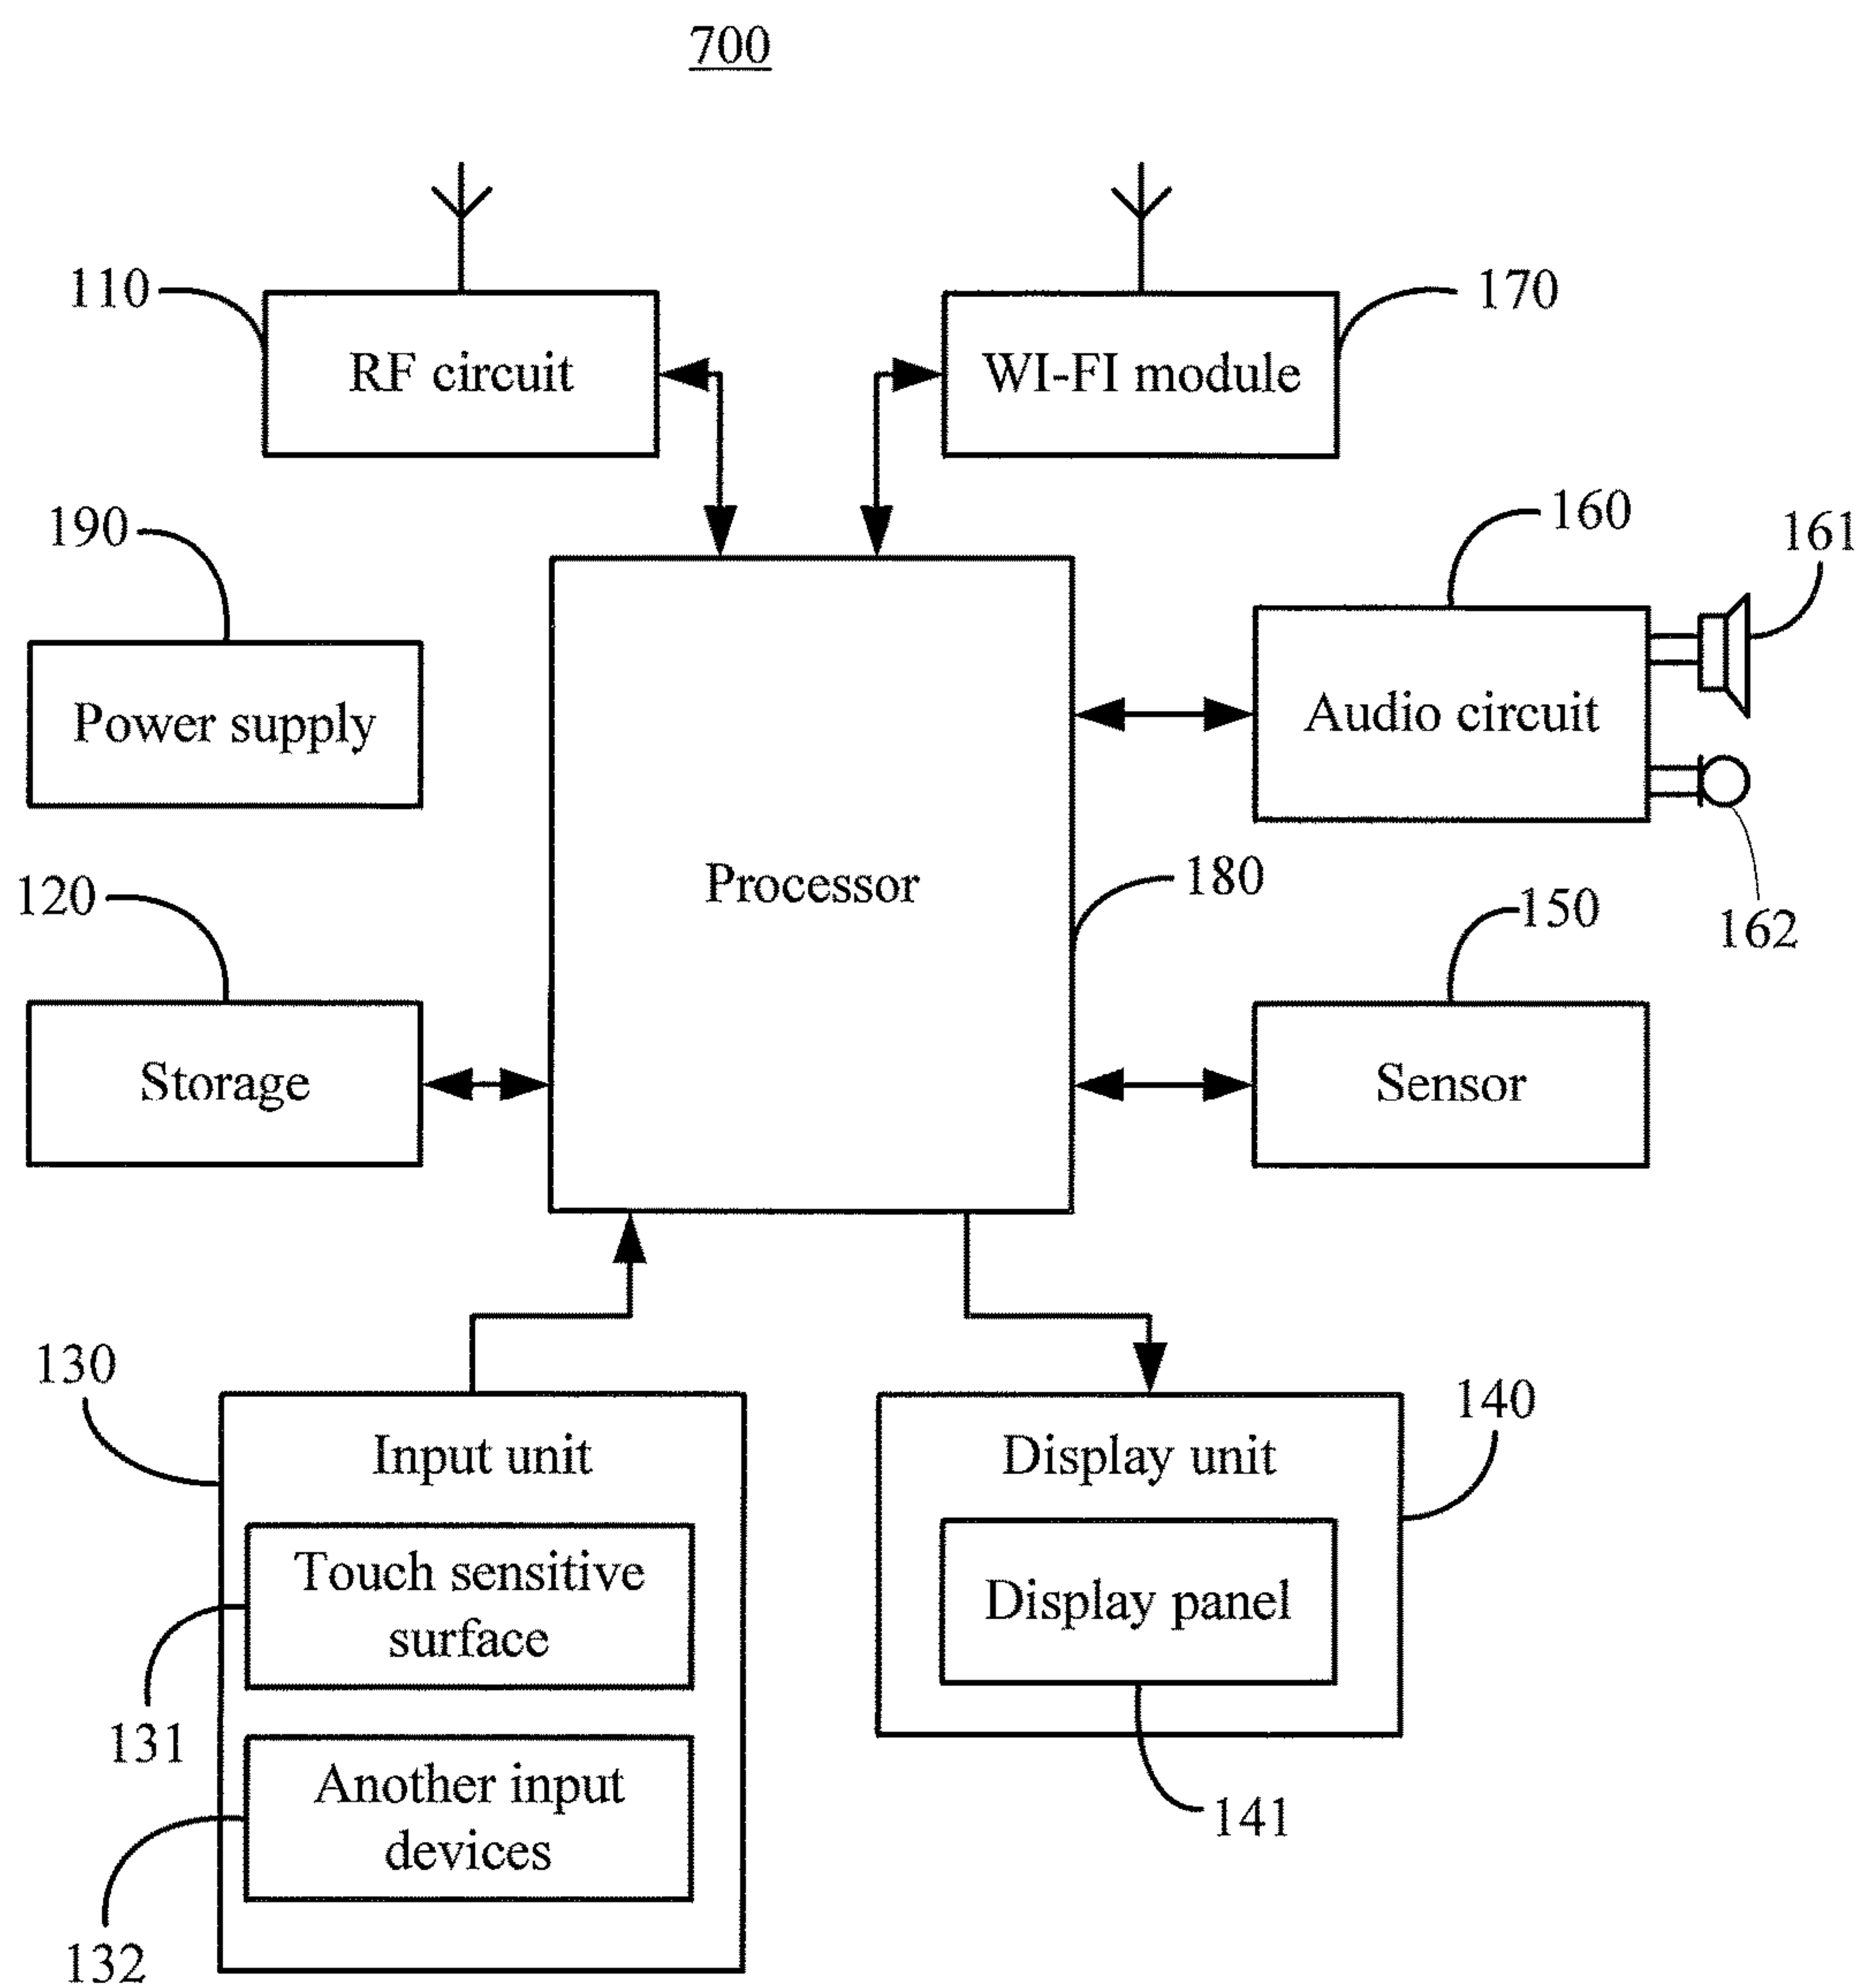 700
110
RF circuit
WI-FI module
170
190
160
161
Power supply
Audio circuit
Processor
180
120
150
162
Storage
Sensor
130
140
Input unit
Display unit
Touch sensitive
surface
Display panel
131
Another input
devices
141
132